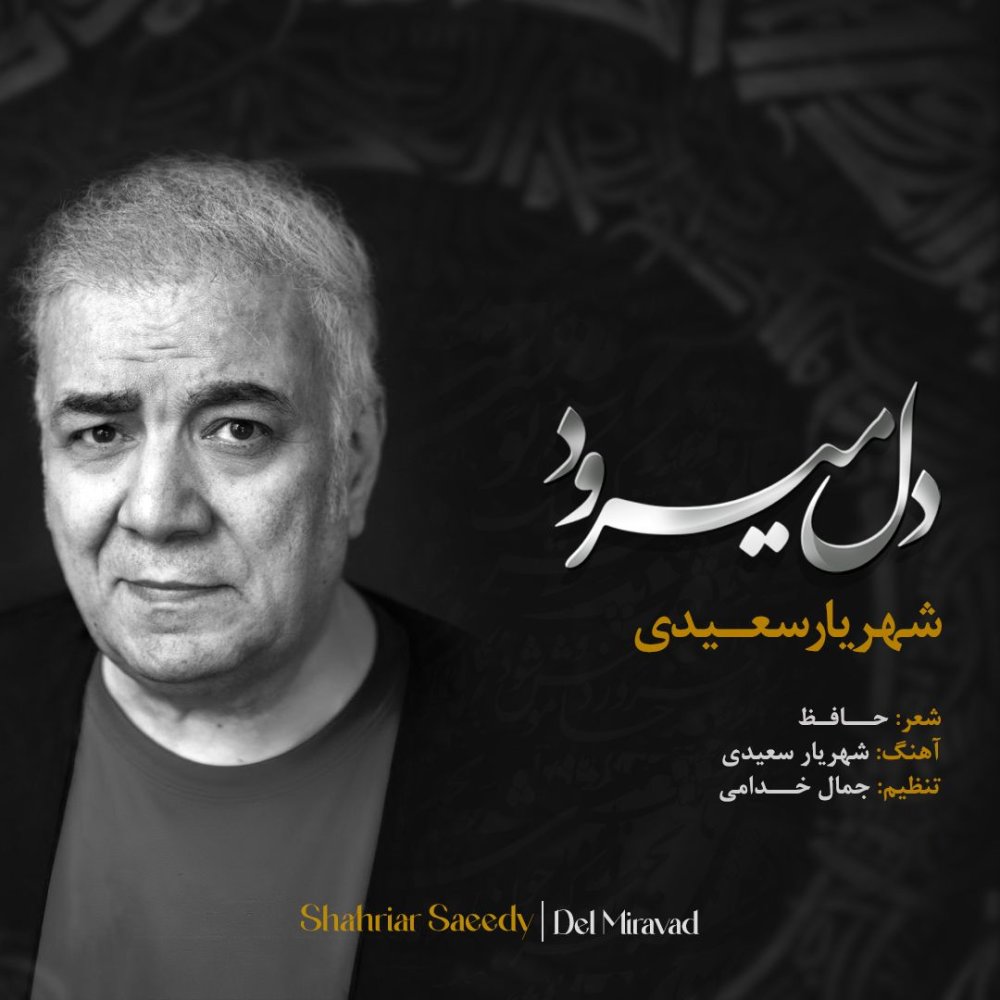 دل میرود
شهریار سعیدی
شعر: حافظ
آهنگ: شهریار سعیدی
تنظیم: جمال خدامی
Shahriar Saeedy | Del Miravad